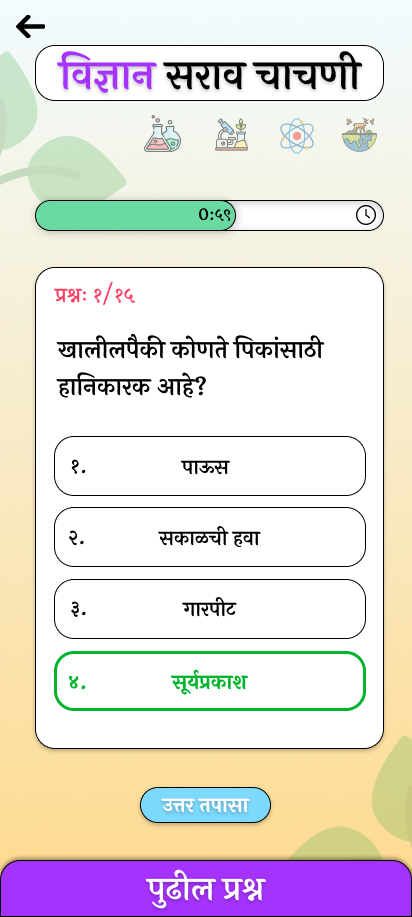 विज्ञान सराव चाचणी
0:५९
प्रश्न: १/१५
खालीलपैकी कोणते पिकांसाठी
हानिकारक आहे?
१. पाऊस
२. सकाळची हवा
३. गारपीट
४. सूर्यप्रकाश
उत्तर तपासा
पुढील प्रश्न